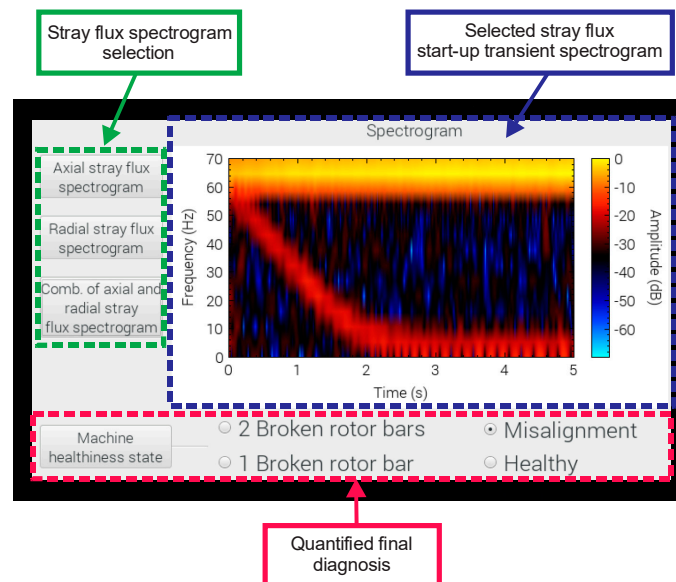 Stray flux spectrogram
selection
Selected stray flux
start-up transient spectrogram
Spectrogram
Axial stray flux
spectrogram
Radial stray flux
spectrogram
Comb. of axial and
radial stray
flux spectrogram
Frequency (Hz)
70
60
50
40
30
20
10
0
0 1 2 3 4 5
Time (s)
0
-10
-20
-30
-40
-50
-60
Amplitude (dB)
Machine
healthiness state
2 Broken rotor bars
Misalignment
1 Broken rotor bar
Healthy
Quantified final
diagnosis